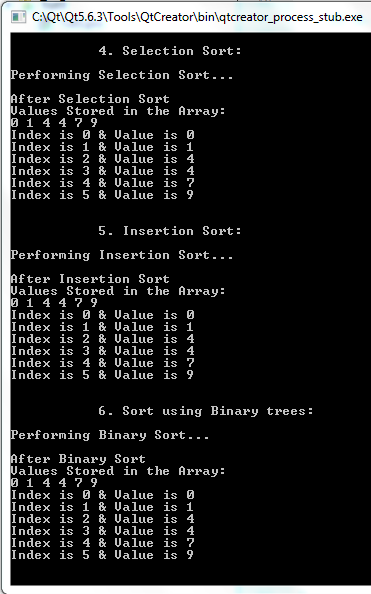 C:\Qt\Qt5.6.3\Tools\QtCreator\bin\qtcreator_process_stub.exe
4. Selection Sort:
Performing Selection Sort...
After Selection Sort
Values Stored in the Array:
0 1 4 4 7 9
Index is 0 & Value is 0
Index is 1 & Value is 1
Index is 2 & Value is 4
Index is 3 & Value is 4
Index is 4 & Value is 7
Index is 5 & Value is 9
5. Insertion Sort:
Performing Insertion Sort...
After Insertion Sort
Values Stored in the Array:
0 1 4 4 7 9
Index is 0 & Value is 0
Index is 1 & Value is 1
Index is 2 & Value is 4
Index is 3 & Value is 4
Index is 4 & Value is 7
Index is 5 & Value is 9
6. Sort using Binary trees:
Performing Binary Sort...
After Binary Sort
Values Stored in the Array:
0 1 4 4 7 9
Index is 0 & Value is 0
Index is 1 & Value is 1
Index is 2 & Value is 4
Index is 3 & Value is 4
Index is 4 & Value is 7
Index is 5 & Value is 9